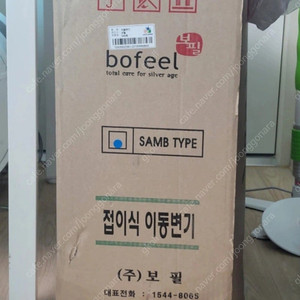 bofeel
보필
total care for silver age
SAMB TYPE
접이식 이동변기
(주) 보 필
대표전화 : 1544-8065